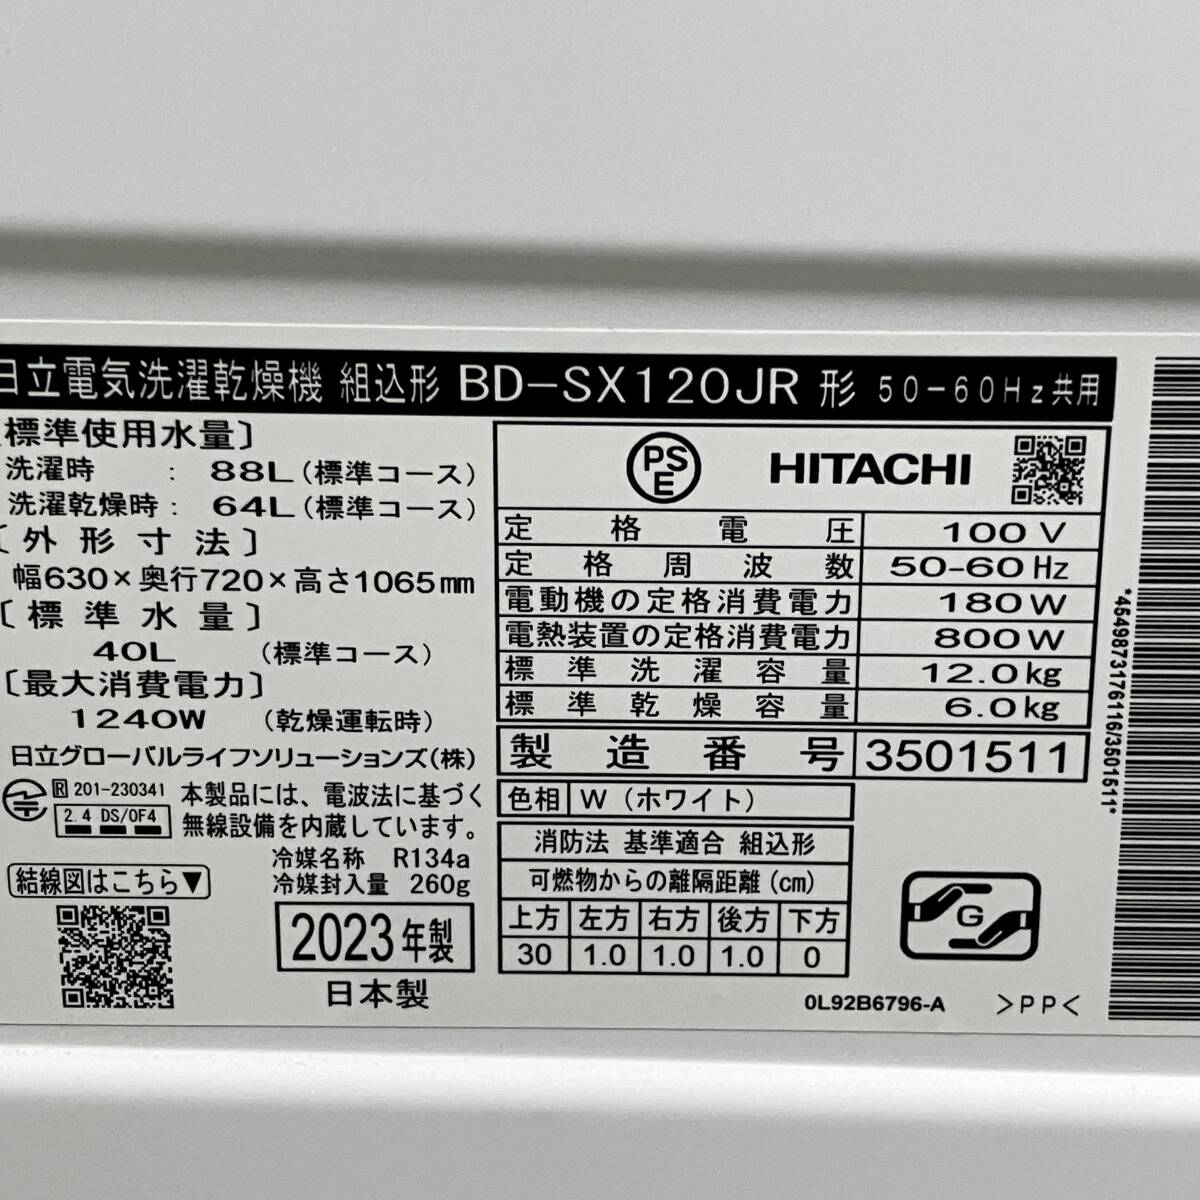 日立電気洗濯乾燥機 組込形 BD-SX120JR 形 50-60Hz共用
標準使用水量〕
洗濯時 : 88L(標準コース)
洗濯乾燥時: 64L(標準コース)
〔外形寸法〕
幅630×奥行720×高さ1065mm
〔標準水量〕
40L (標準コース)
〔最大消費電力〕
1240W (乾燥運転時)
日立グローバルライフソリューションズ(株)
R 201-230341
2.4 DS/OF4
本製品には、電波法に基づく
無線設備を内蔵しています。
冷媒名称 R134a
冷媒封入量 260g
結線図はこちら▼
2023年製
日本製
PSE
HITACHI
定格電圧 100V
定格周波数 50-60Hz
電動機の定格消費電力 180W
電熱装置の定格消費電力 800W
標準洗濯容量 12.0kg
標準乾燥容量 6.0kg
製造番号 3501511
色相 W(ホワイト)
消防法 基準適合 組込形
可燃物からの離隔距離(cm)
上方 左方 右方 後方 下方
30 1.0 1.0 1.0 0
G
0L92B6796-A >PP<
*4549873176116/3501511*